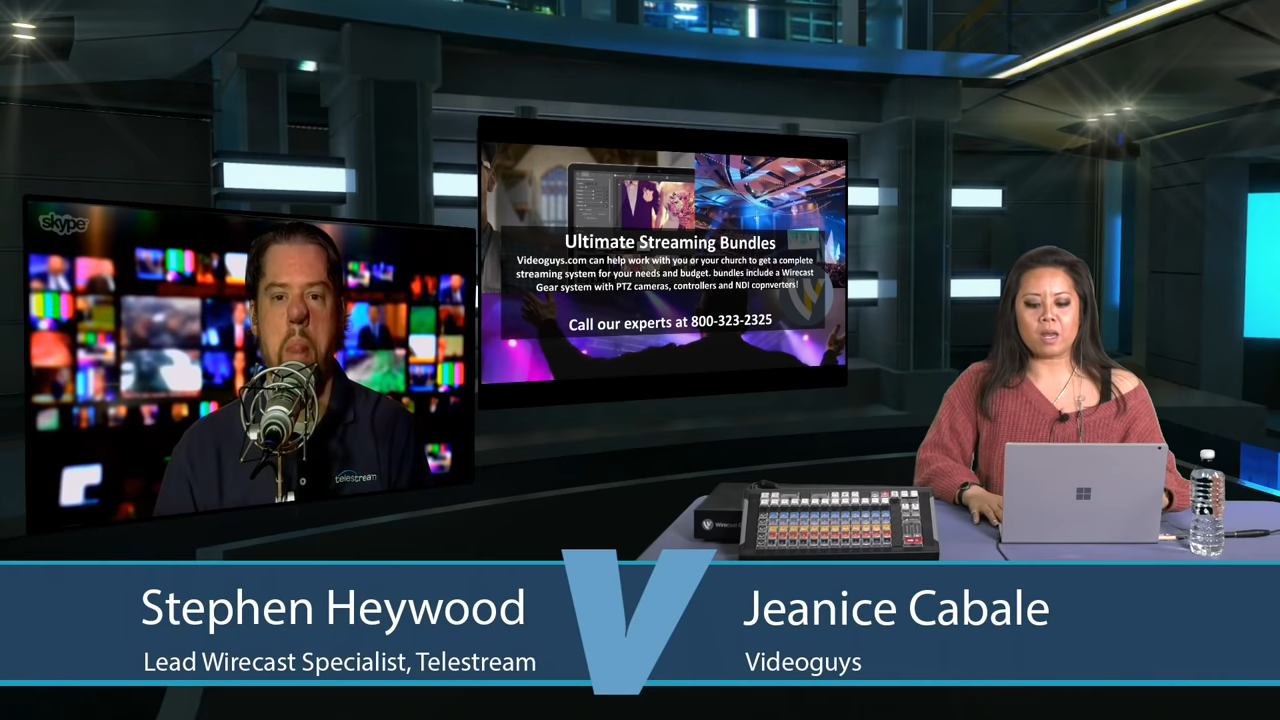 skype
Ultimate Streaming Bundles
Videoguys.com can help work with you or your church to get a complete
streaming system for your needs and budget. bundles include a Wirecast
Gear system with PTZ cameras, controllers and NDI copnverters!
Call our experts at 800-323-2325
telestream
Wirecast
Stephen Heywood
Jeanice Cabale
Lead Wirecast Specialist, Telestream
Videoguys